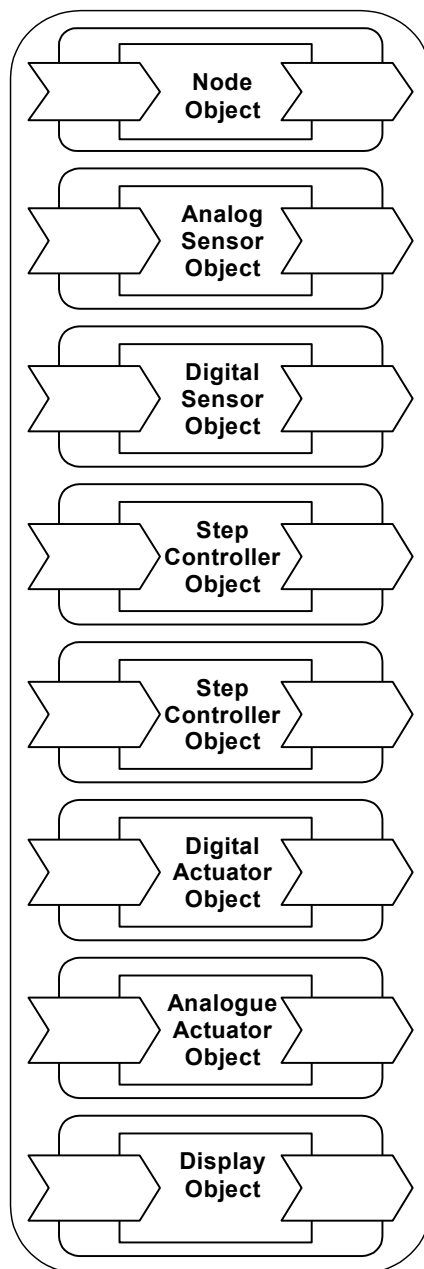 Node
Object
Analog
Sensor
Object
Digital
Sensor
Object
Step
Controller
Object
Step
Controller
Object
Digital
Actuator
Object
Analogue
Actuator
Object
Display
Object